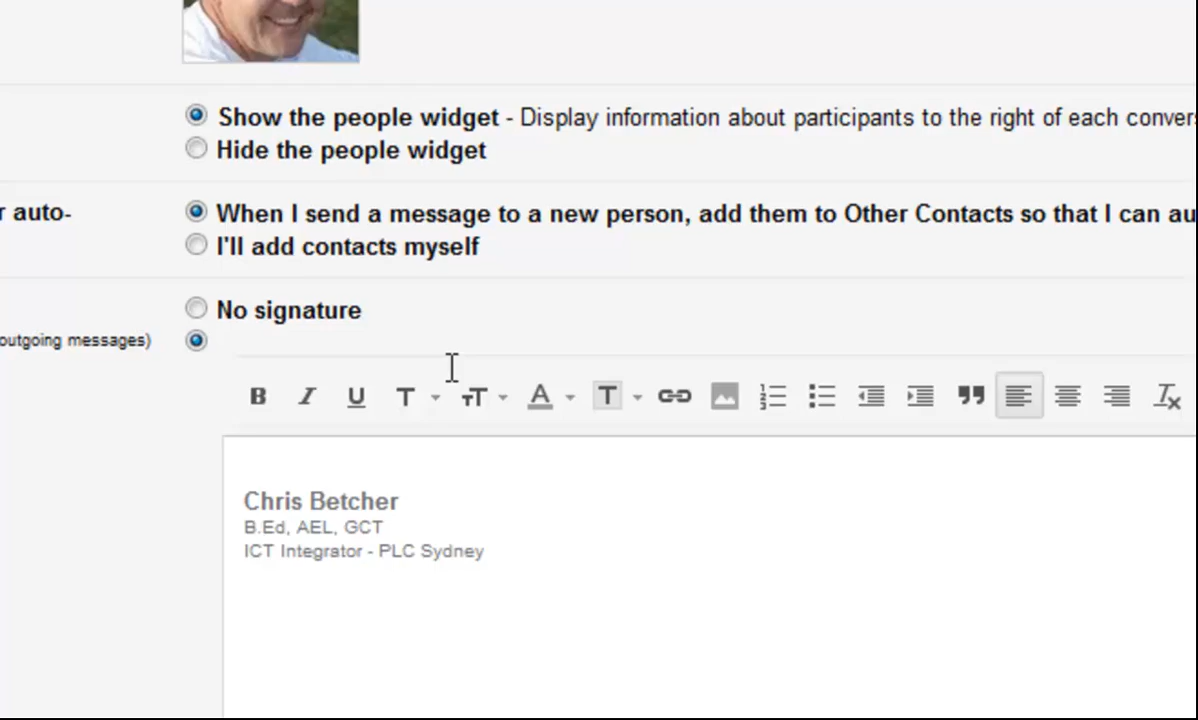 Show the people widget - Display information about participants to the right of each conver
Hide the people widget
r auto-
When I send a message to a new person, add them to Other Contacts so that I can au
I'll add contacts myself
No signature
outgoing messages)
Chris Betcher
B.Ed, AEL, GCT
ICT Integrator - PLC Sydney